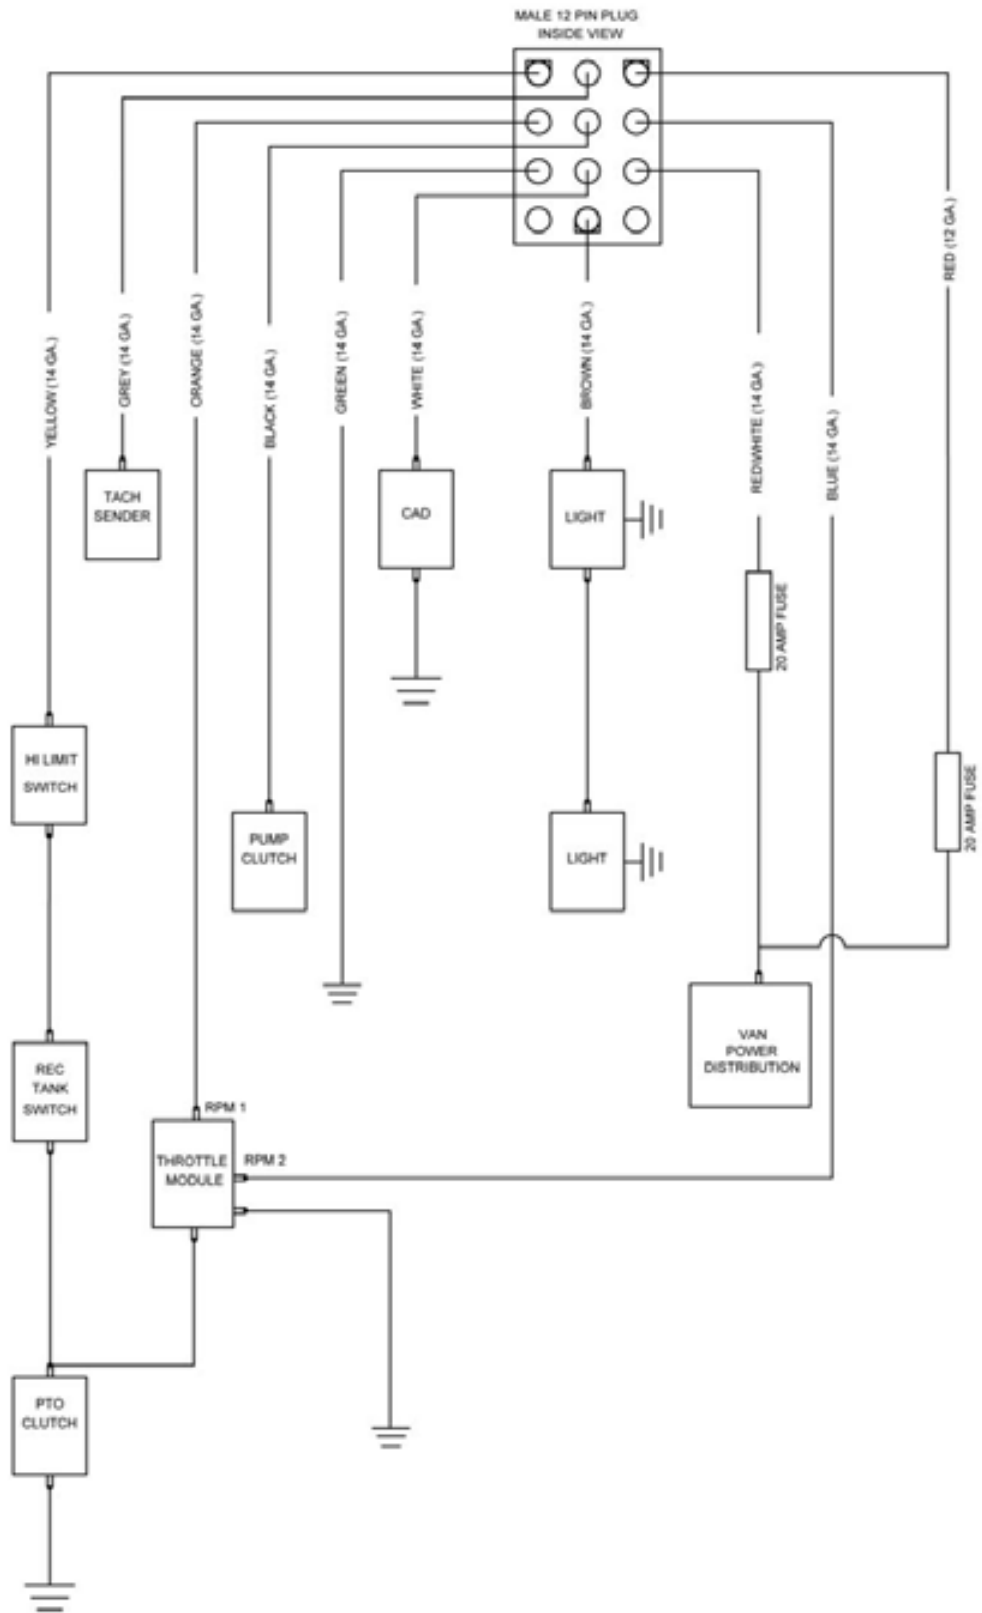 MALE 12 PIN PLUG
INSIDE VIEW
RED (12 GA.)
YELLOW (14 GA.)
GREY (14 GA.)
ORANGE (14 GA.)
BLACK (14 GA.)
GREEN (14 GA.)
WHITE (14 GA.)
BROWN (14 GA.)
RED/WHITE (14 GA.)
BLUE (14 GA.)
TACH
SENDER
CAD
LIGHT
20 AMP FUSE
HI LIMIT
SWITCH
PUMP
CLUTCH
LIGHT
20 AMP FUSE
VAN
POWER
DISTRIBUTION
REC
TANK
SWITCH
RPM 1
THROTTLE
MODULE
RPM 2
PTO
CLUTCH